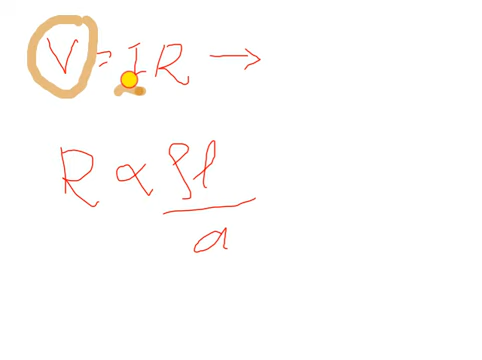 V = IR →
R ∝ ρl / a